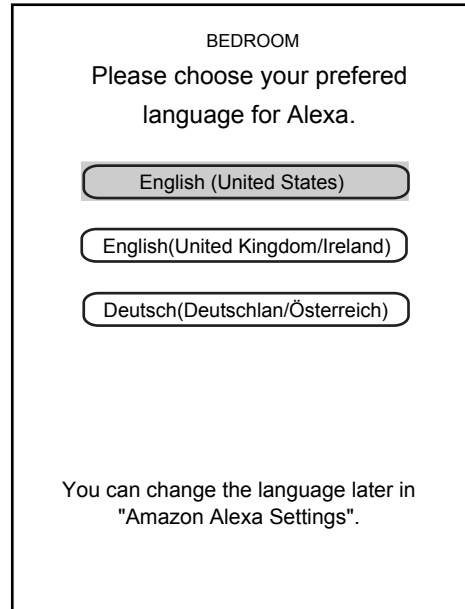 BEDROOM
Please choose your prefered
language for Alexa.
English (United States)
English(United Kingdom/Ireland)
Deutsch(Deutschlan/Österreich)
You can change the language later in
"Amazon Alexa Settings".